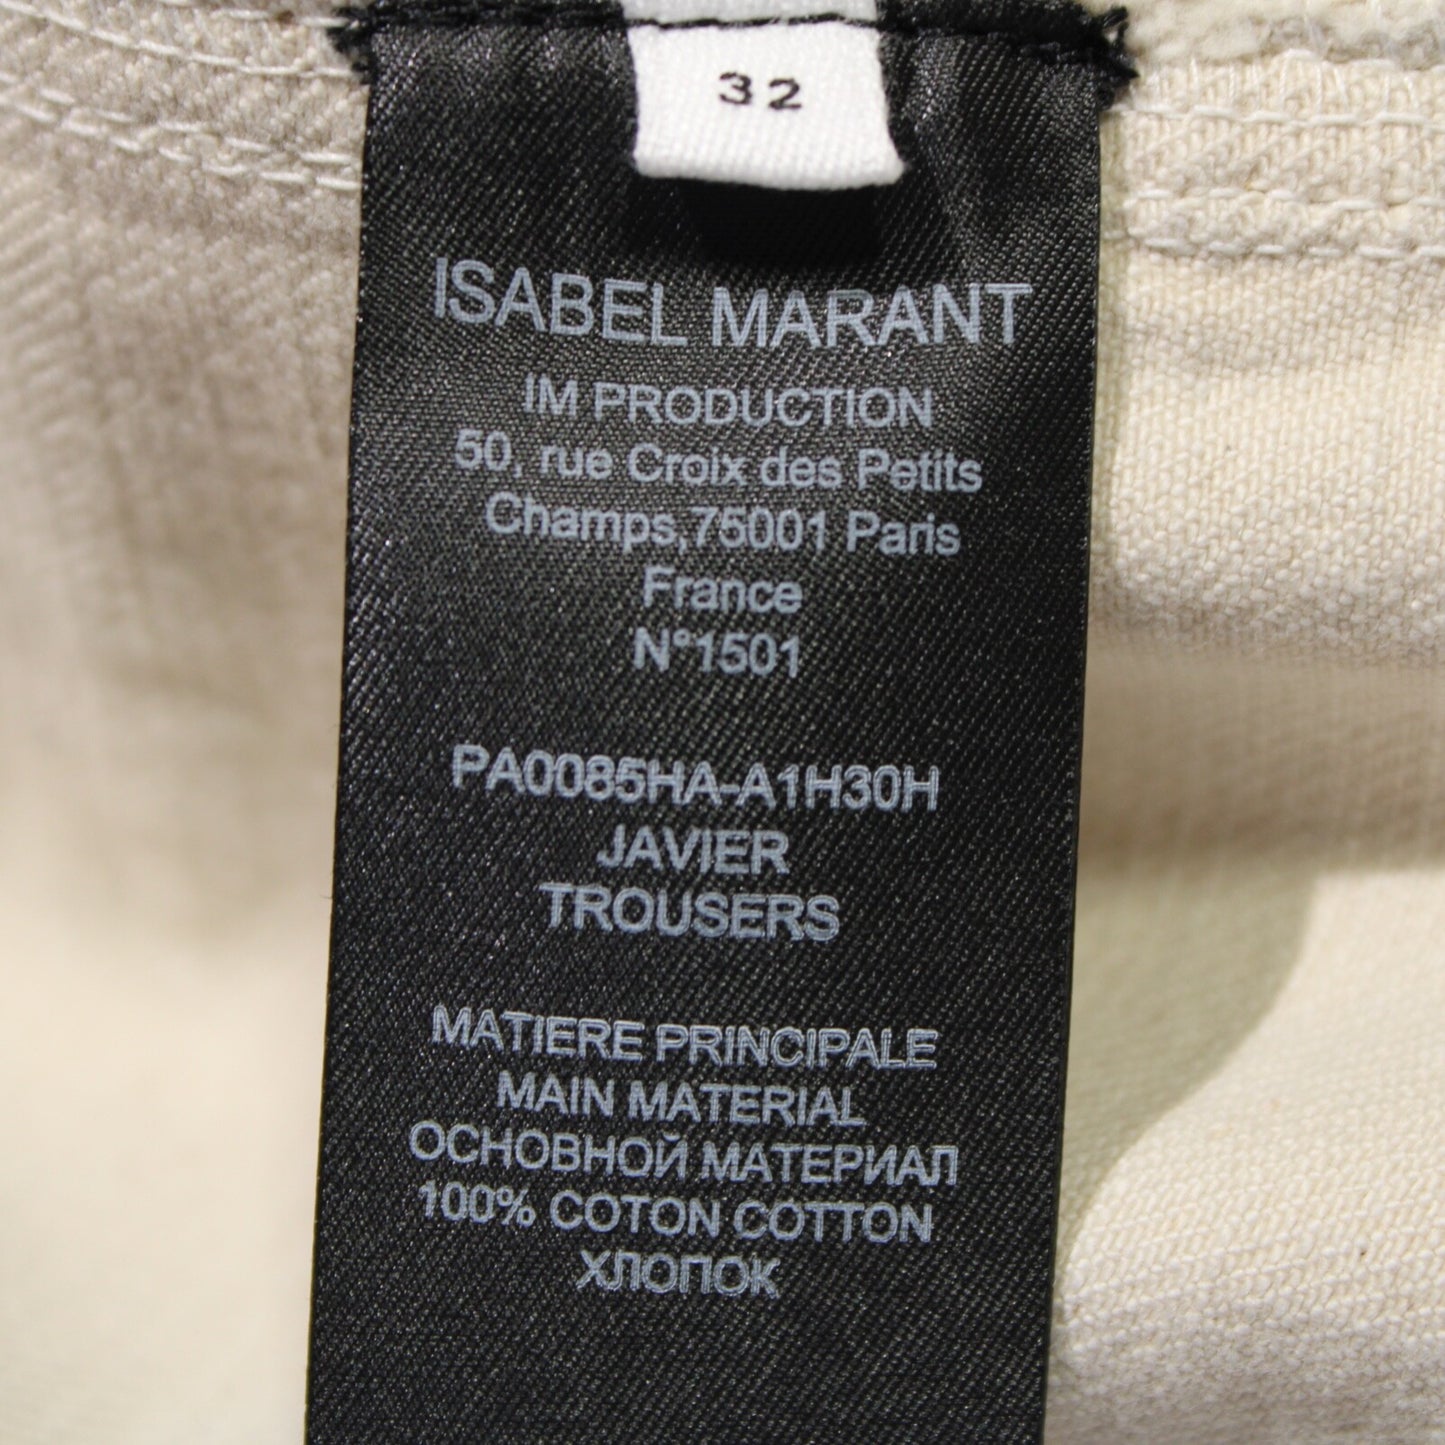 32
ISABEL MARANT
IM PRODUCTION
50, rue Croix des Petits
Champs,75001 Paris
France
N°1501
PA0085HA-A1H30H
JAVIER
TROUSERS
MATIERE PRINCIPALE
MAIN MATERIAL
ОСНОВНОЙ МАТЕРИАЛ
100% COTON COTTON
ХЛОПОК